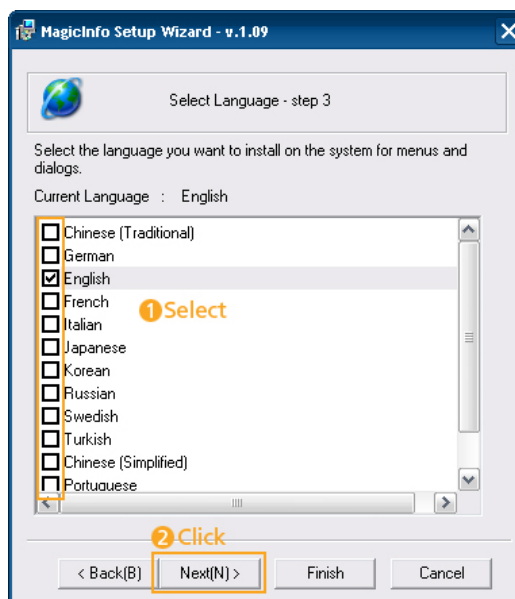 MagicInfo Setup Wizard - v.1.09
Select Language - step 3
Select the language you want to install on the system for menus and
dialogs.
Current Language : English
Chinese (Traditional)
German
English
French
1 Select
Italian
Japanese
Korean
Russian
Swedish
Turkish
Chinese (Simplified)
Portuguese
2 Click
< Back(B)
Next(N) >
Finish
Cancel